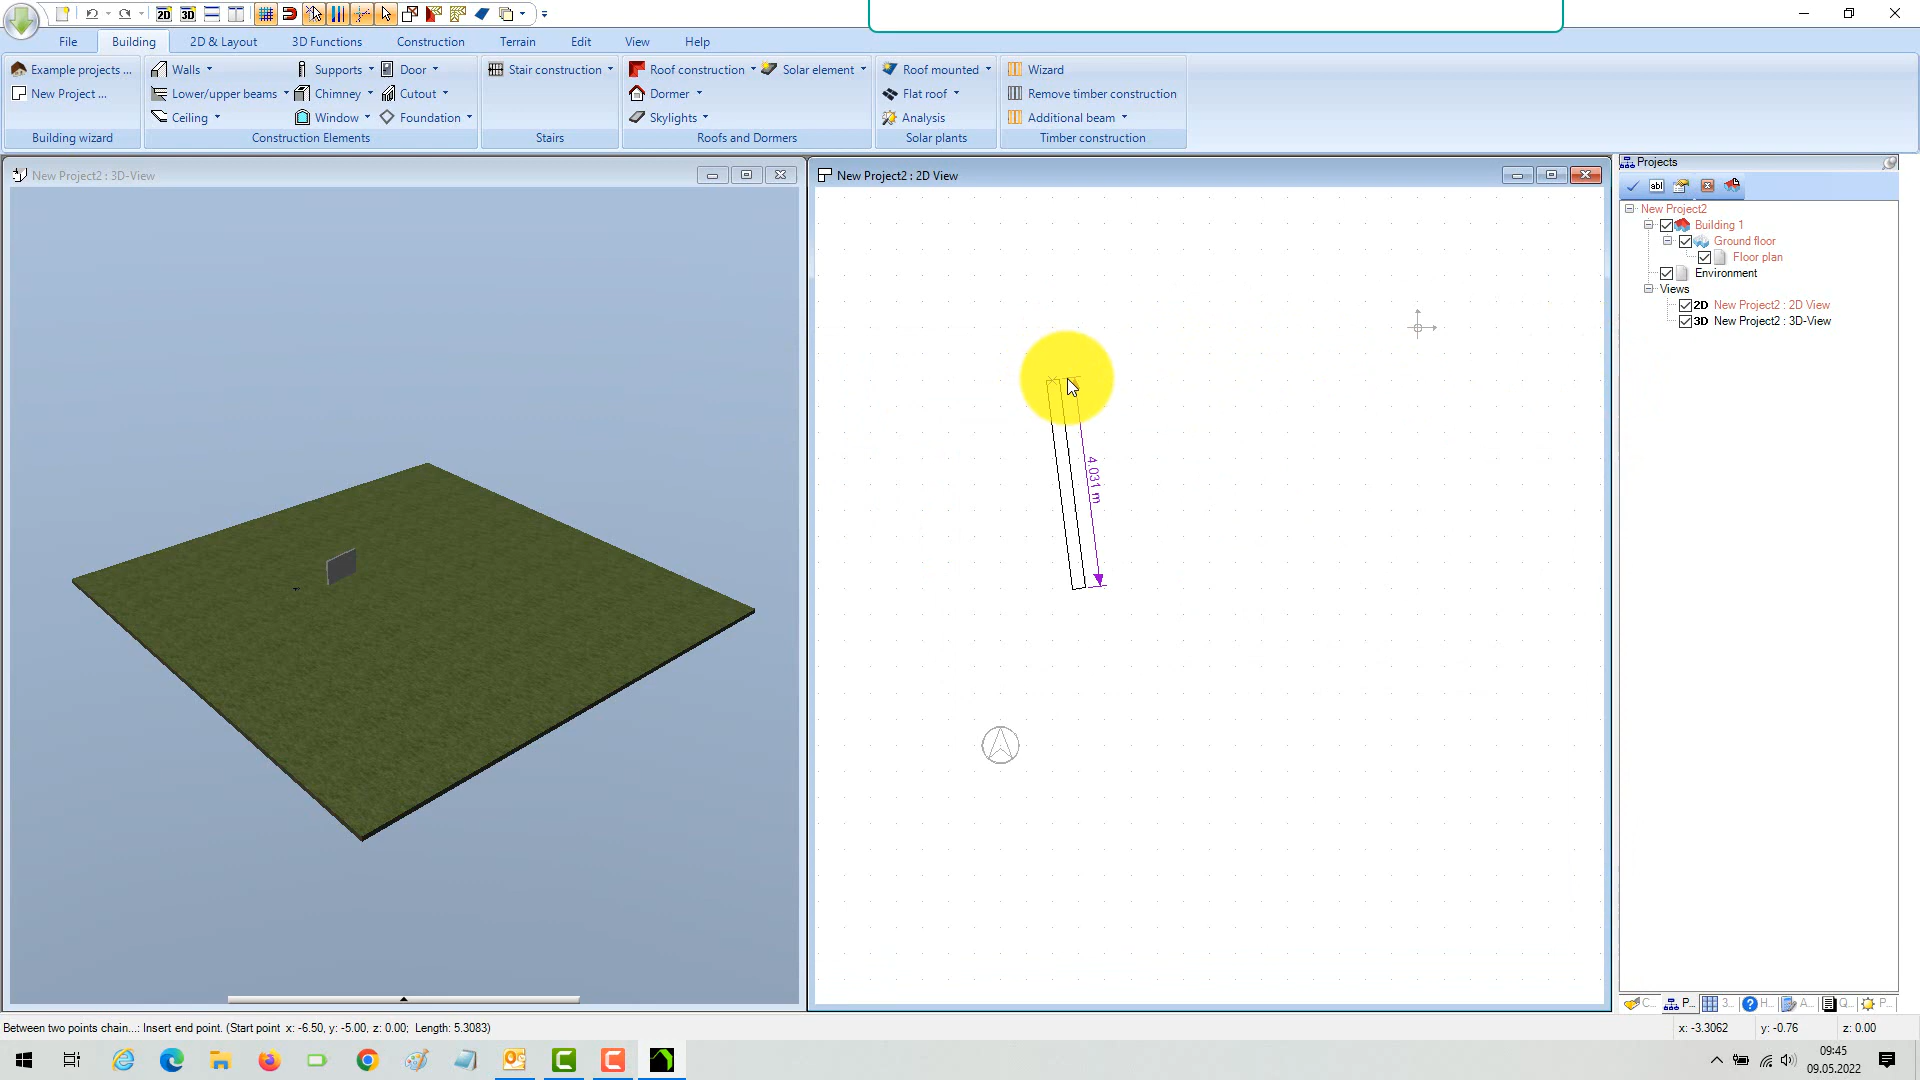 2D 3D
File Building 2D & Layout 3D Functions Construction Terrain Edit View Help
Example projects ... Walls Supports Door Stair construction Roof construction Solar element Roof mounted Wizard
New Project ... Lower/upper beams Chimney Cutout Dormer Flat roof Remove timber construction
Ceiling Window Foundation Skylights Analysis Additional beam
Building wizard Construction Elements Stairs Roofs and Dormers Solar plants Timber construction
New Project2 : 3D-View
New Project2 : 2D View
4.031 m
Projects
abl
New Project2
Building 1
Ground floor
Floor plan
Environment
Views
2D New Project2 : 2D View
3D New Project2 : 3D-View
C... P... 3... H... A... Q... P...
Between two points chain...: Insert end point. (Start point x: -6.50, y: -5.00, z: 0.00; Length: 5.3083)
x: -3.3062 y: -0.76 z: 0.00
09:45
09.05.2022